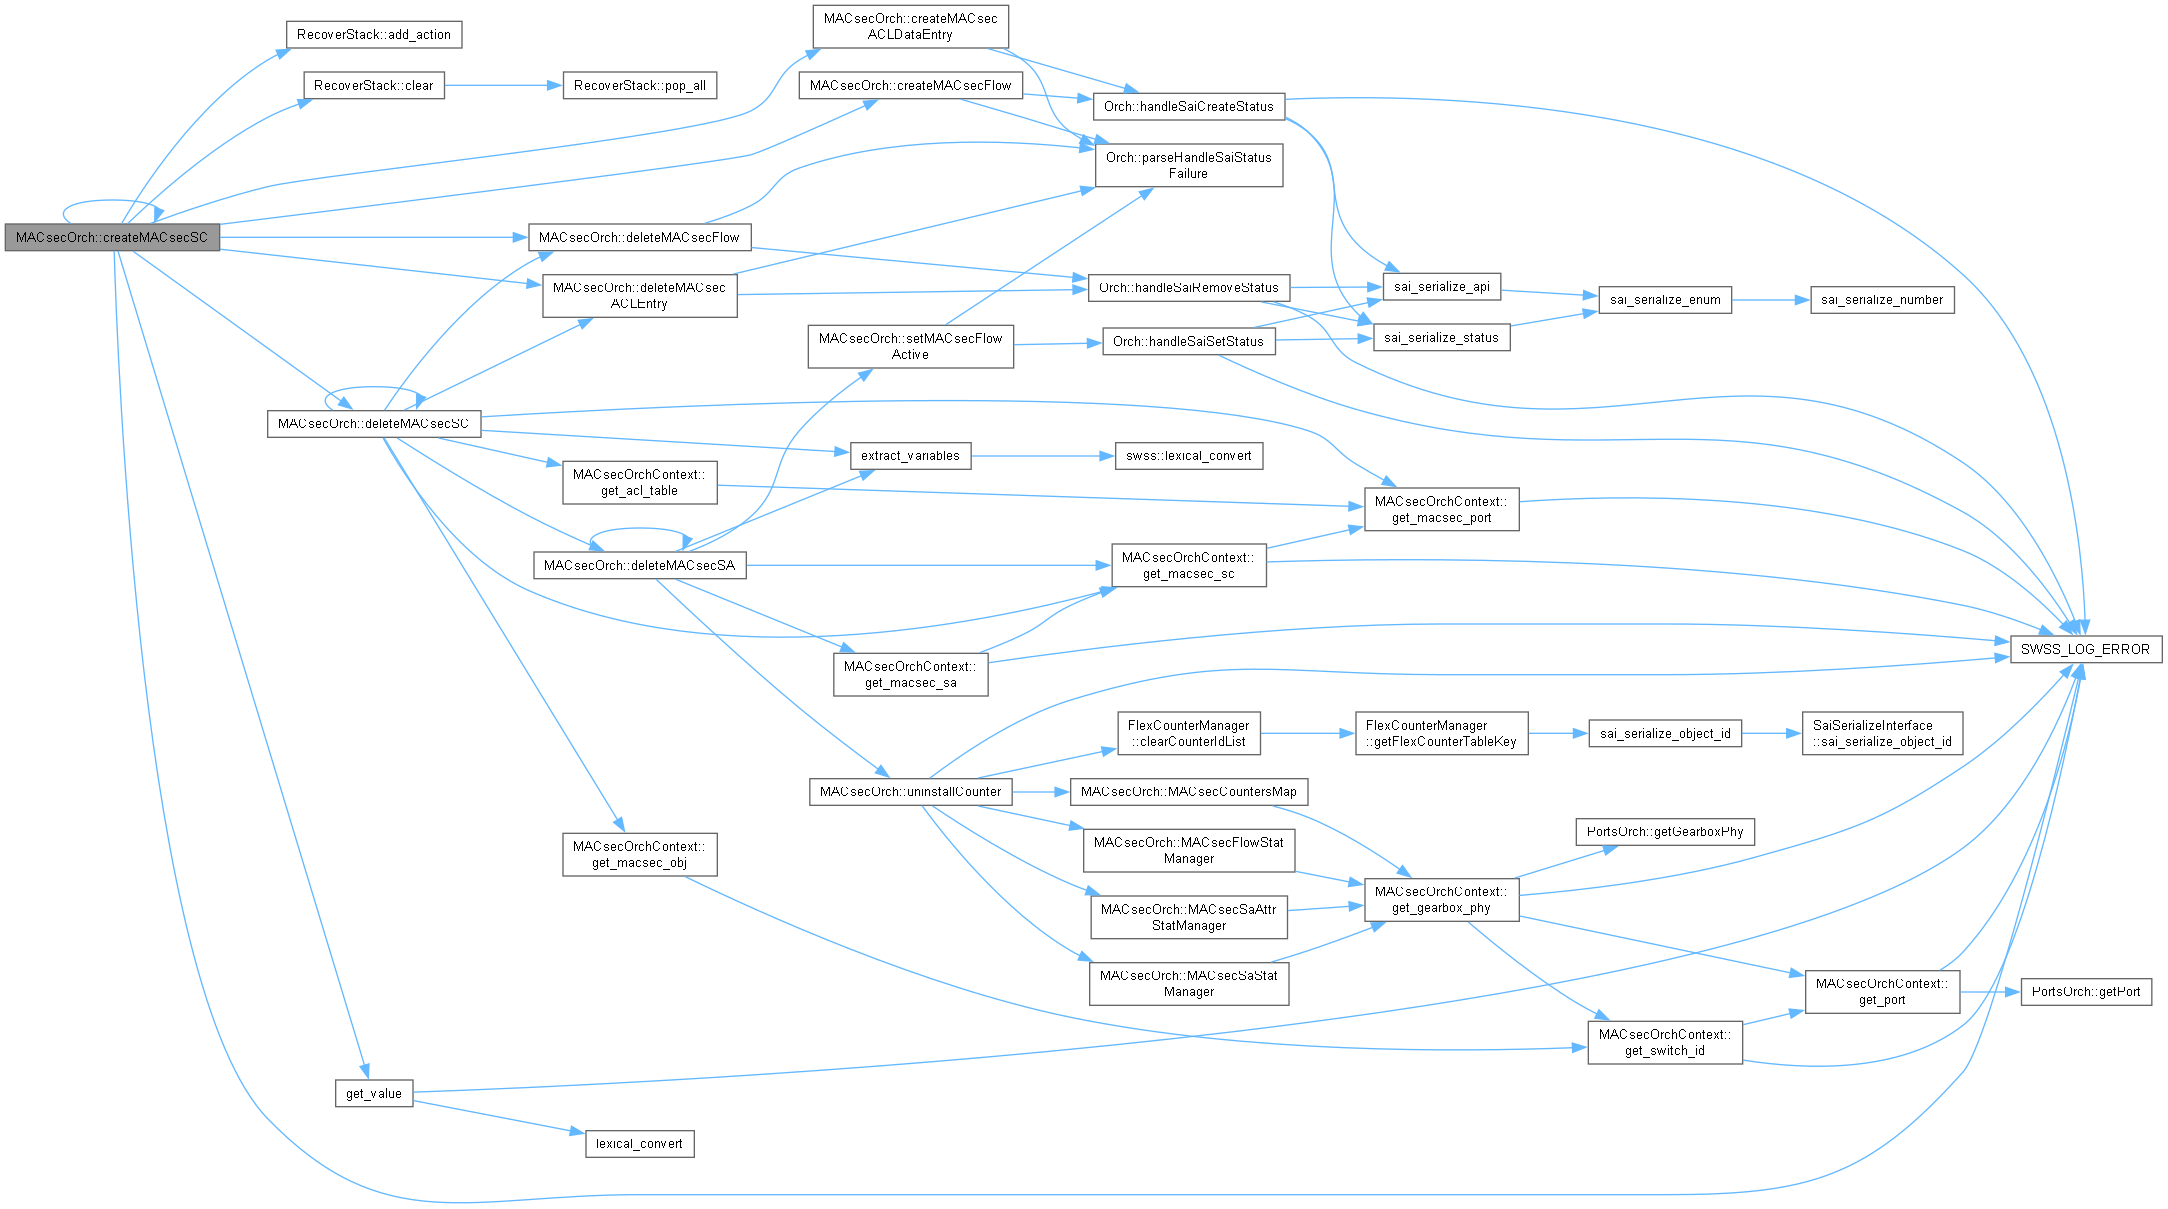 MACsecOrch::createMACsecSC
RecoverStack::add_action
RecoverStack::clear
RecoverStack::pop_all
MACsecOrch::createMACsec
ACLDataEntry
MACsecOrch::createMACsecFlow
Orch::handleSaiCreateStatus
Orch::parseHandleSaiStatus
Failure
MACsecOrch::deleteMACsecFlow
MACsecOrch::deleteMACsec
ACLEntry
Orch::handleSaiRemoveStatus
MACsecOrch::setMACsecFlow
Active
Orch::handleSaiSetStatus
sai_serialize_api
sai_serialize_status
sai_serialize_enum
sai_serialize_number
MACsecOrch::deleteMACsecSC
extract_variables
swss::lexical_convert
MACsecOrchContext::
get_acl_table
MACsecOrchContext::
get_macsec_port
MACsecOrch::deleteMACsecSA
MACsecOrchContext::
get_macsec_sc
MACsecOrchContext::
get_macsec_sa
SWSS_LOG_ERROR
FlexCounterManager
::clearCounterIdList
FlexCounterManager
::getFlexCounterTableKey
sai_serialize_object_id
SaiSerializeInterface
::sai_serialize_object_id
MACsecOrch::uninstallCounter
MACsecOrch::MACsecCountersMap
MACsecOrch::MACsecFlowStat
Manager
MACsecOrch::MACsecSaAttr
StatManager
MACsecOrch::MACsecSaStat
Manager
MACsecOrchContext::
get_macsec_obj
PortsOrch::getGearboxPhy
MACsecOrchContext::
get_gearbox_phy
MACsecOrchContext::
get_port
PortsOrch::getPort
MACsecOrchContext::
get_switch_id
get_value
lexical_convert